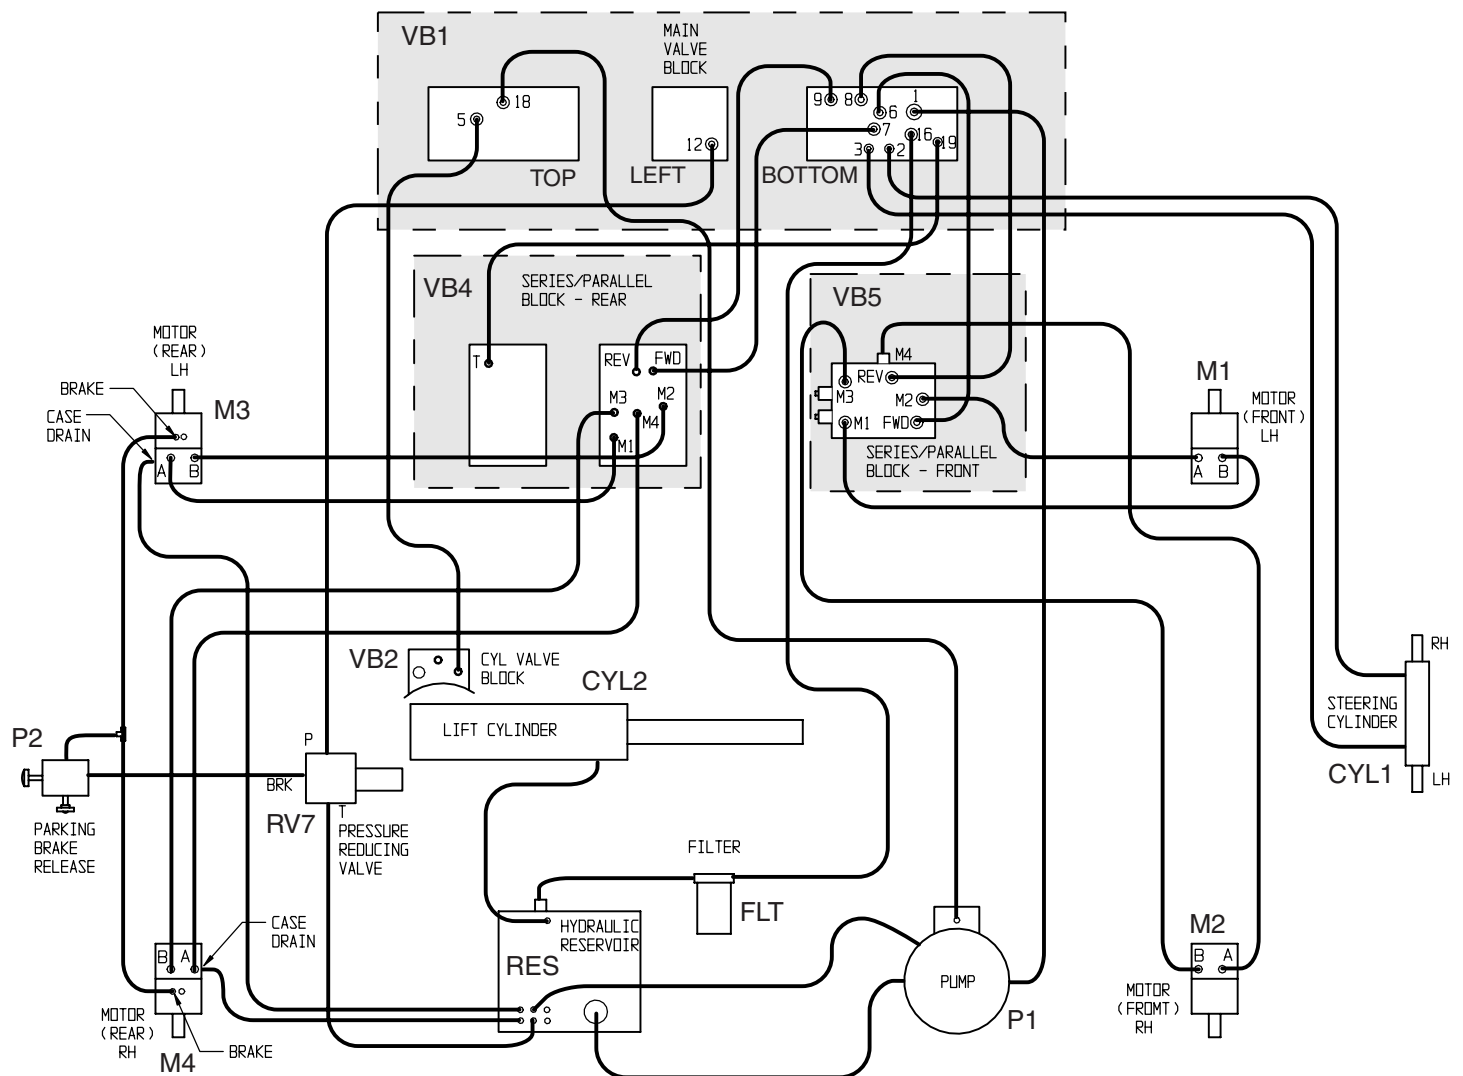 VB1
MAIN
VALVE
BLOCK
18
5
12
9
8
6
1
7
16
19
3
2
TOP
LEFT
BOTTOM
VB4
SERIES/PARALLEL
BLOCK - REAR
T
REV
FWD
M3
M2
M4
M1
VB5
M4
REV
M3
M2
M1
FWD
SERIES/PARALLEL
BLOCK - FRONT
MOTOR
(REAR)
LH
BRAKE
CASE
DRAIN
M3
A
B
M1
MOTOR
(FRONT)
LH
A
B
VB2
CYL VALVE
BLOCK
CYL2
LIFT CYLINDER
RH
STEERING
CYLINDER
CYL1
LH
P2
PARKING
BRAKE
RELEASE
P
BRK
RV7
T
PRESSURE
REDUCING
VALVE
FILTER
FLT
HYDRAULIC
RESERVOIR
RES
PUMP
P1
B
A
CASE
DRAIN
MOTOR
(REAR)
RH
BRAKE
M4
M2
B
A
MOTOR
(FROMT)
RH